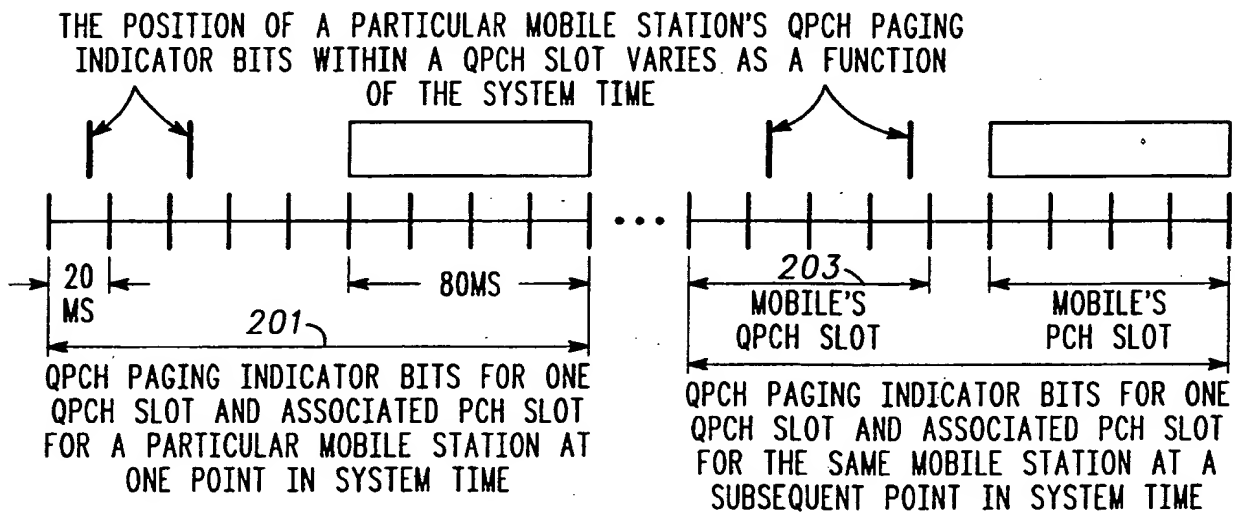 THE POSITION OF A PARTICULAR MOBILE STATION'S QPCH PAGING
INDICATOR BITS WITHIN A QPCH SLOT VARIES AS A FUNCTION
OF THE SYSTEM TIME
20
MS
80MS
201
QPCH PAGING INDICATOR BITS FOR ONE
QPCH SLOT AND ASSOCIATED PCH SLOT
FOR A PARTICULAR MOBILE STATION AT
ONE POINT IN SYSTEM TIME
203
MOBILE'S
QPCH SLOT
MOBILE'S
PCH SLOT
QPCH PAGING INDICATOR BITS FOR ONE
QPCH SLOT AND ASSOCIATED PCH SLOT
FOR THE SAME MOBILE STATION AT A
SUBSEQUENT POINT IN SYSTEM TIME